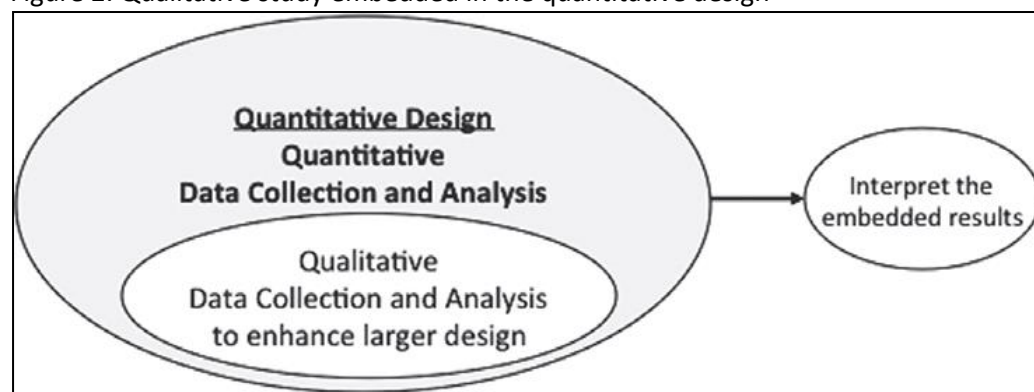 Figure 2: Qualitative study embedded in the quantitative design
Quantitative Design
Quantitative
Data Collection and Analysis
Qualitative
Data Collection and Analysis
to enhance larger design
Interpret the
embedded results